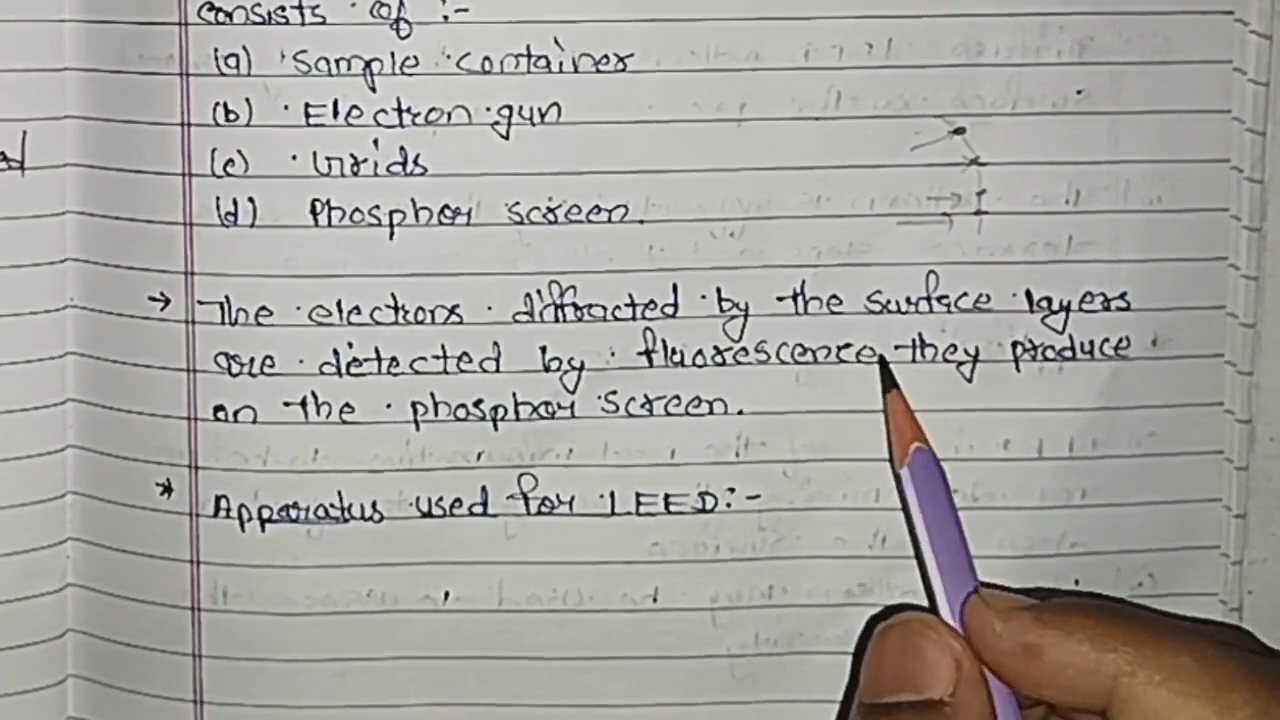 consists of :-
(a) Sample container
(b) Electron gun
(c) Grids
(d) Phosphor screen.
→ The electrons diffracted by the surface layers
are detected by fluorescence they produce
on the phosphor screen.
* Apparatus used for LEED:-